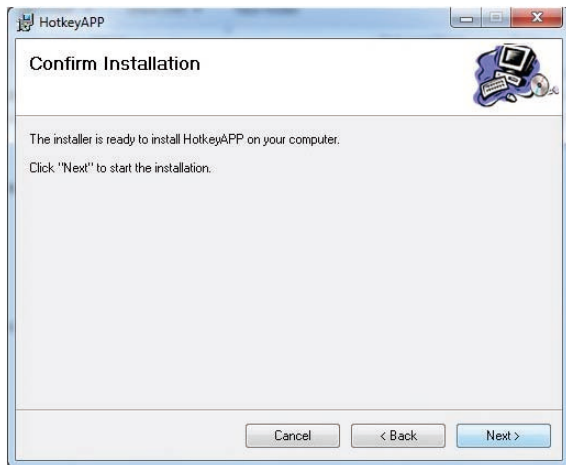 HotkeyAPP
Confirm Installation
The installer is ready to install HotkeyAPP on your computer.
Click "Next" to start the installation.
Cancel
< Back
Next >